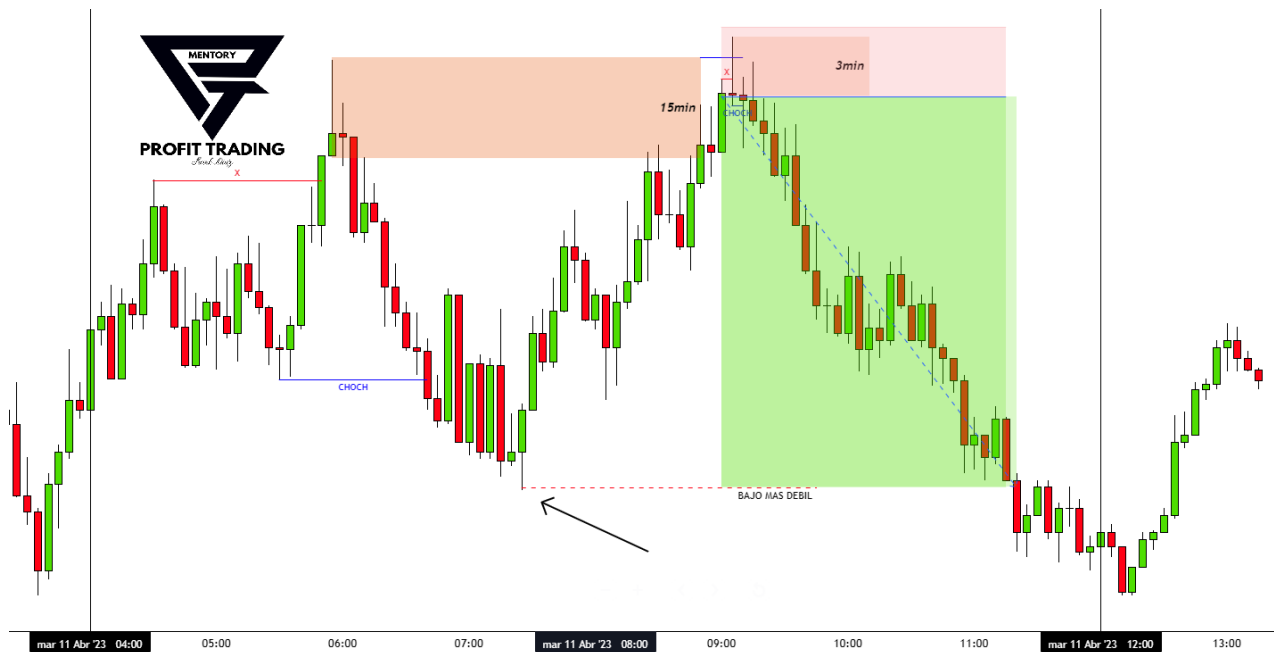 MENTORY
PROFIT TRADING
X
CHOCH
15min
X
3min
CHOCH
BAJO MAS DEBIL
mar 11 Abr '23 04:00
05:00
06:00
07:00
mar 11 Abr '23 08:00
09:00
10:00
11:00
mar 11 Abr '23 12:00
13:00